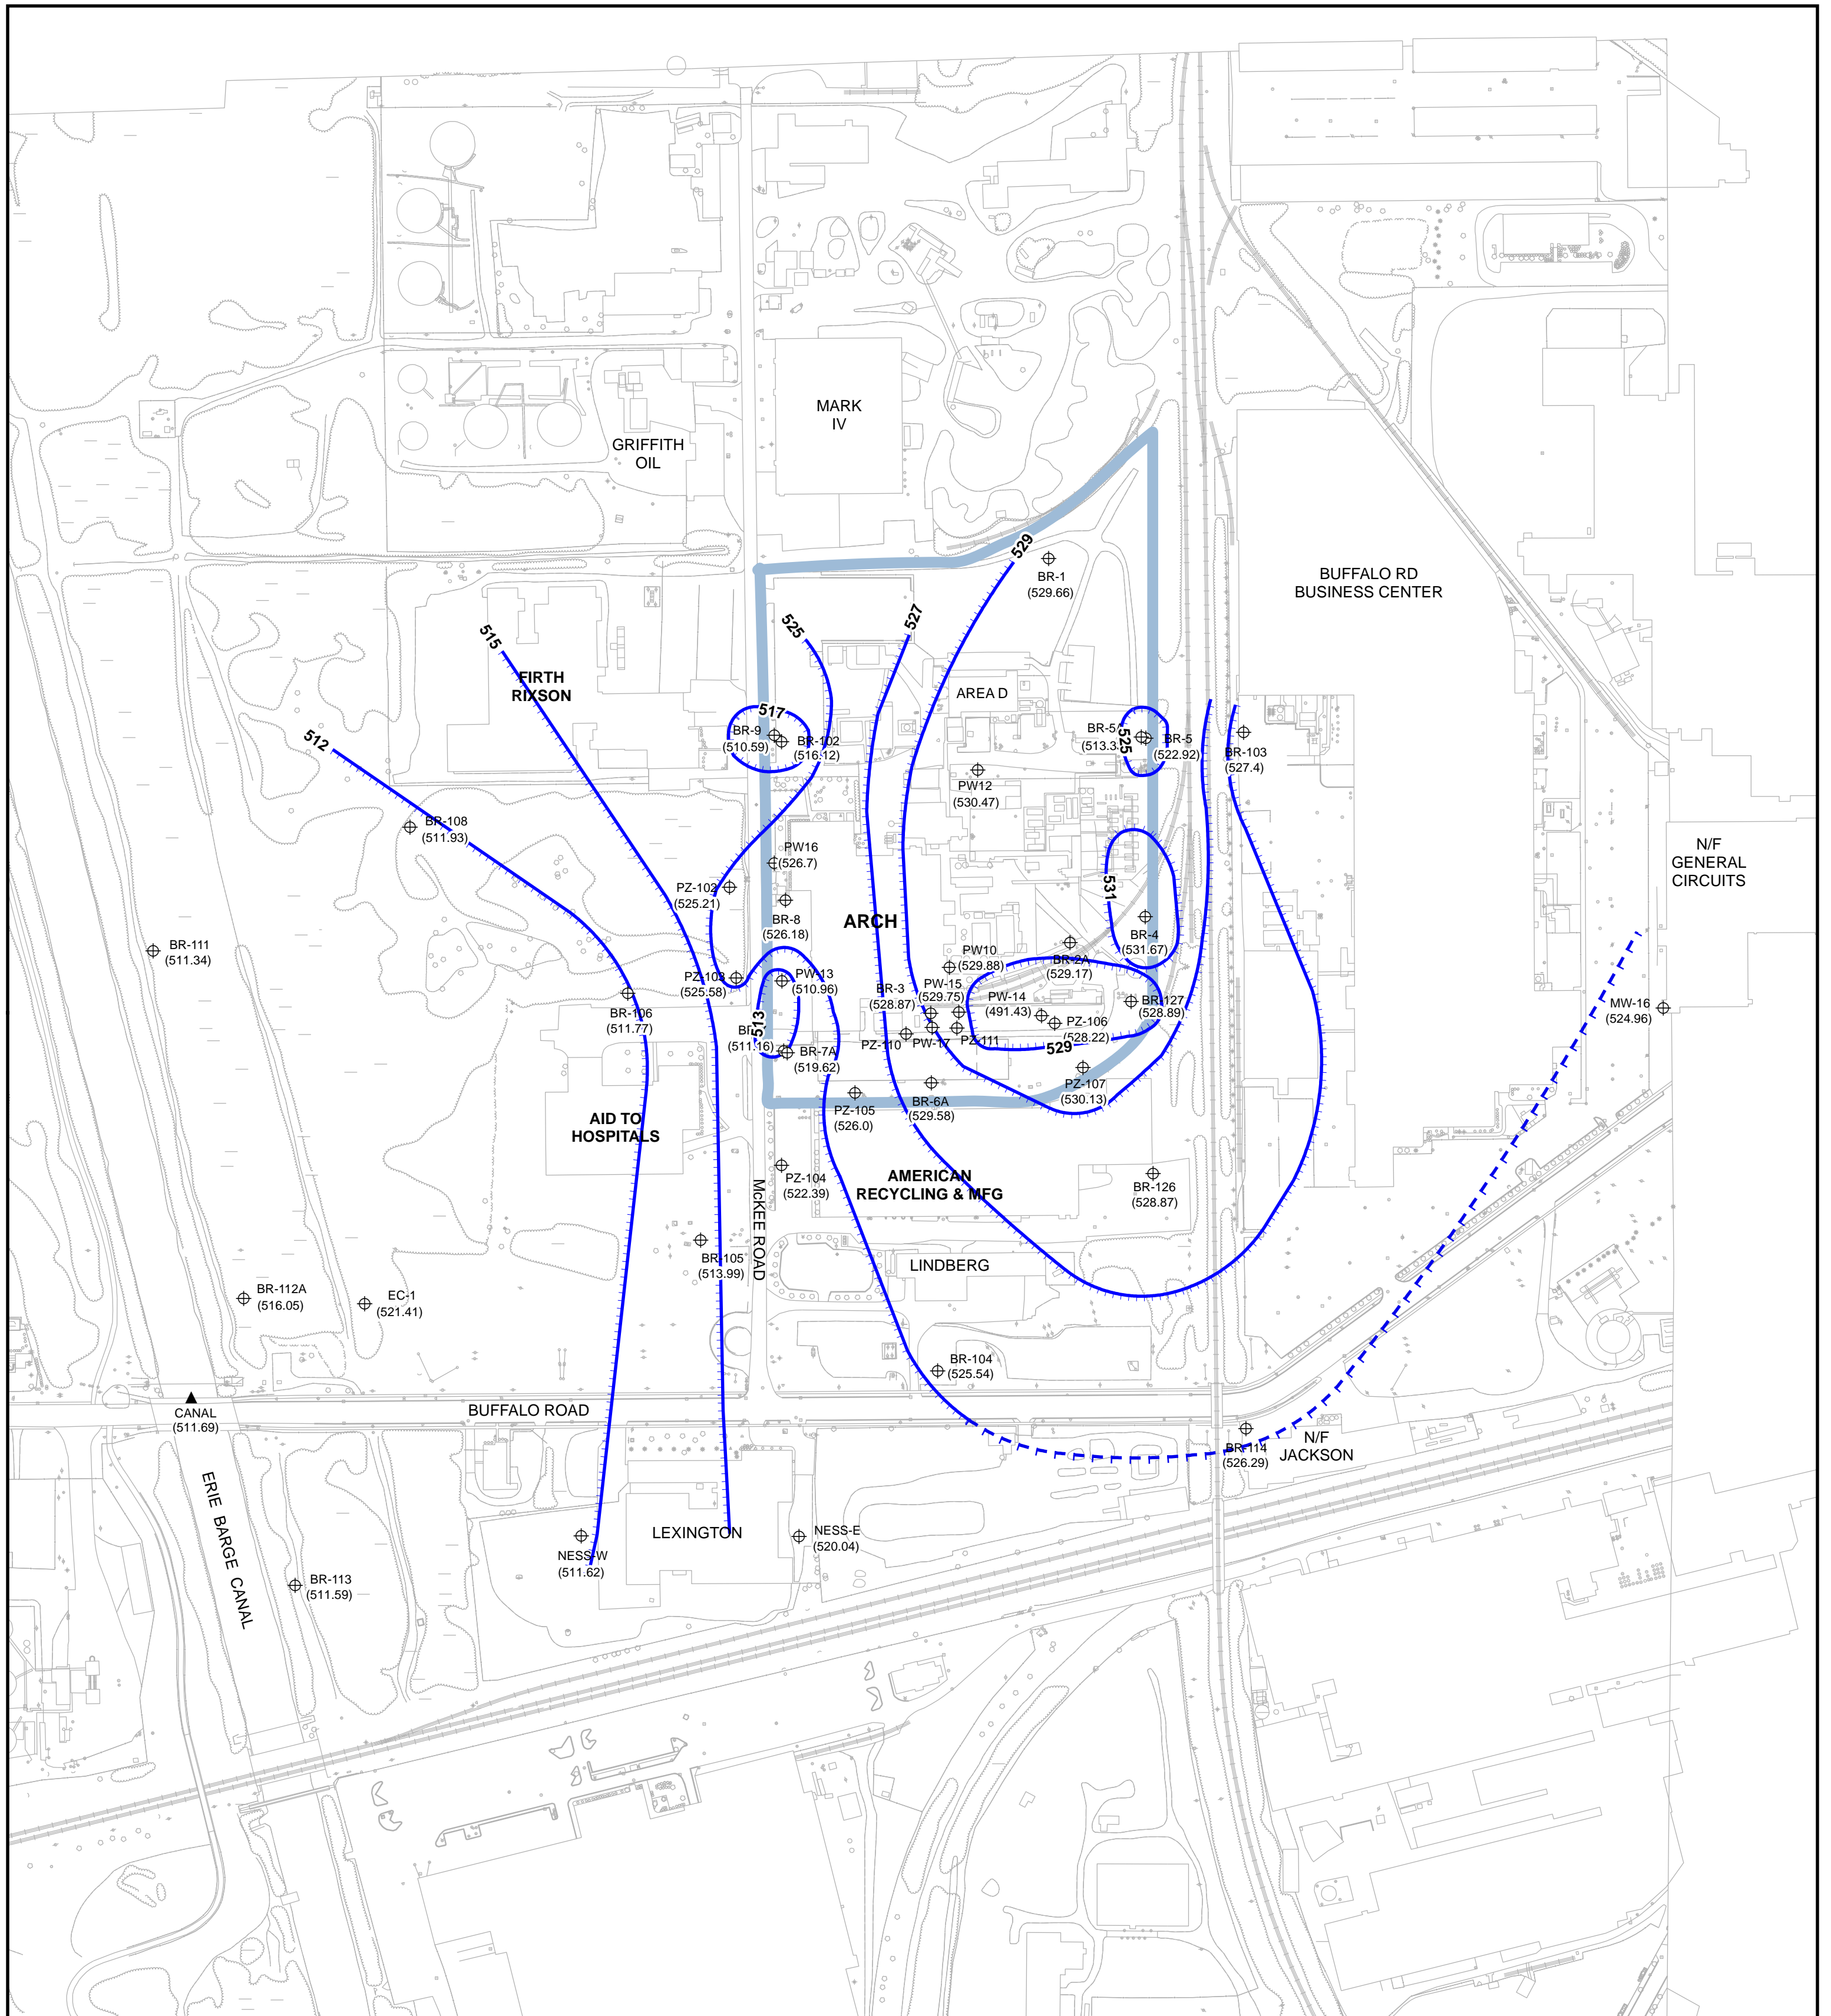 MARK
IV
GRIFFITH
OIL
529
BR-1
(529.66)
BUFFALO RD
BUSINESS CENTER
525
527
515
FIRTH
RIXSON
AREA D
517
512
BR-9
(510.59)
BR-102
(516.12)
BR-5
525
BR-5
(522.92)
BR-103
(527.4)
PW12
(530.47)
BR-108
(511.93)
PW16
(526.7)
N/F
GENERAL
CIRCUITS
PZ-102
(525.21)
531
BR-8
(526.18)
ARCH
BR-4
(531.67)
BR-111
(511.34)
PW10
(529.88)
BR-2A
(529.17)
PZ-103
(525.58)
PW-13
(510.96)
BR-3
(528.87)
PW-15
(529.75)
PW-14
(491.43)
BR-127
(528.89)
MW-16
(524.96)
BR-106
(511.77)
513
(511.16)
BR-7A
(519.62)
PZ-110
PW-17
PZ-111
PZ-106
(528.22)
529
PZ-107
(530.13)
PZ-105
(526.0)
BR-6A
(529.58)
AID TO
HOSPITALS
PZ-104
(522.39)
AMERICAN
RECYCLING & MFG
BR-126
(528.87)
McKEE ROAD
BR-105
(513.99)
LINDBERG
BR-112A
(516.05)
EC-1
(521.41)
BR-104
(525.54)
CANAL
(511.69)
BUFFALO ROAD
BR-114
(526.29)
N/F
JACKSON
ERIE BARGE CANAL
LEXINGTON
NESS-E
(520.04)
NESS-W
(511.62)
BR-113
(511.59)